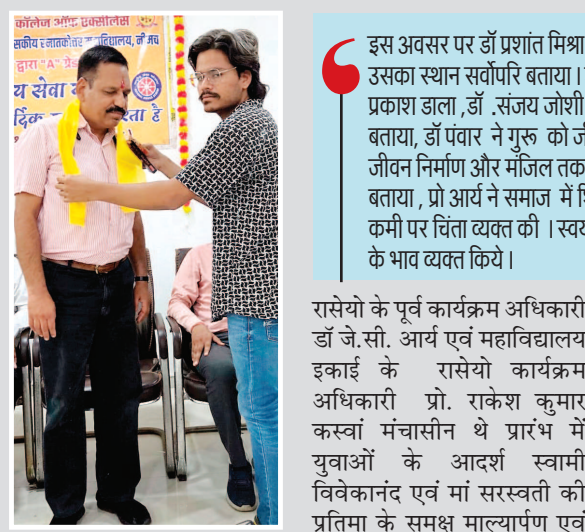 कॉलेज ऑफ एक्सीलेंस
सकीय स्नातकोत्तर महाविद्यालय, नीमच
द्वारा "A" ग्रेड
य सेवा
र्दिक
रता है
इस अवसर पर डॉ प्रशांत मिश्रा
उसका स्थान सर्वोपरि बताया।
प्रकाश डाला ,डॉ .संजय जोशी
बताया, डॉ पंवार ने गुरू को जी
जीवन निर्माण और मंजिल तक
बताया , प्रो आर्य ने समाज में शि
कमी पर चिंता व्यक्त की । स्वय
के भाव व्यक्त किये ।
रासेयो के पूर्व कार्यक्रम अधिकारी
डॉ जे.सी. आर्य एवं महाविद्यालय
इकाई के रासेयो कार्यक्रम
अधिकारी प्रो. राकेश कुमार
कस्वां मंचासीन थे प्रारंभ में
युवाओं के आदर्श स्वामी
विवेकानंद एवं मां सरस्वती की
प्रतिमा के समक्ष माल्यार्पण एवं